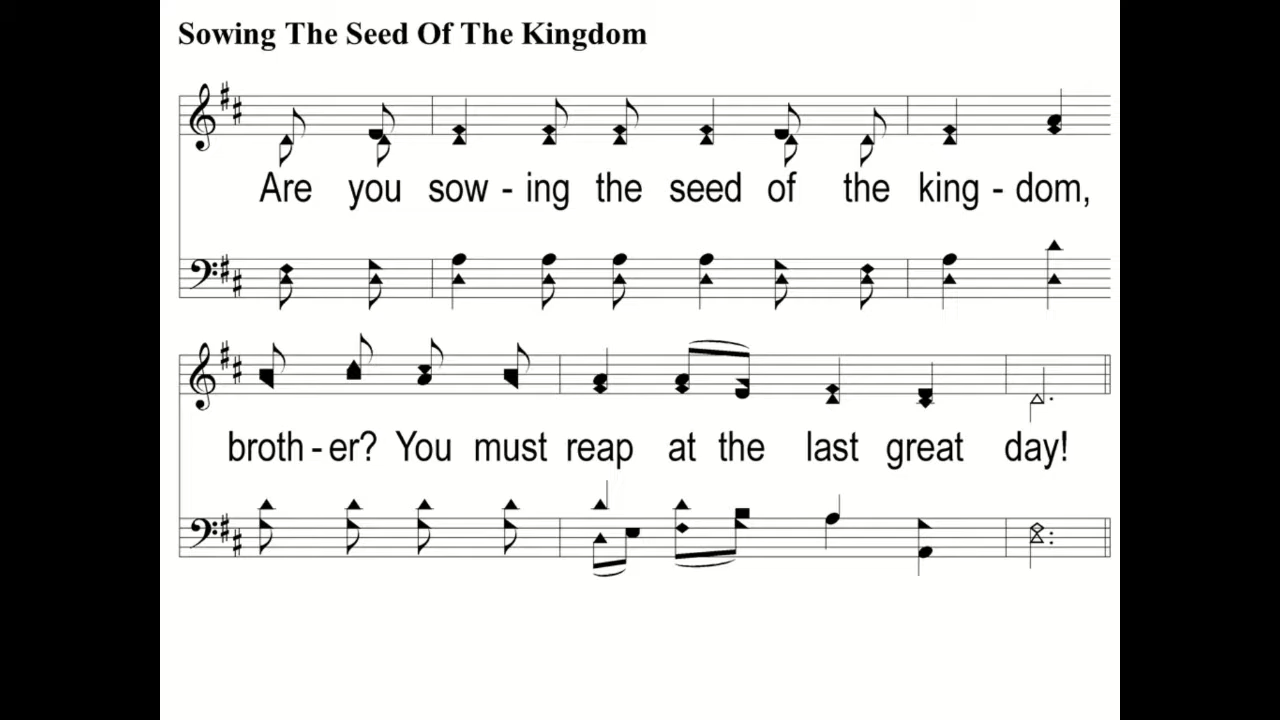 Sowing The Seed Of The Kingdom
Are you sow - ing the seed of the king - dom,
broth - er? You must reap at the last great day!